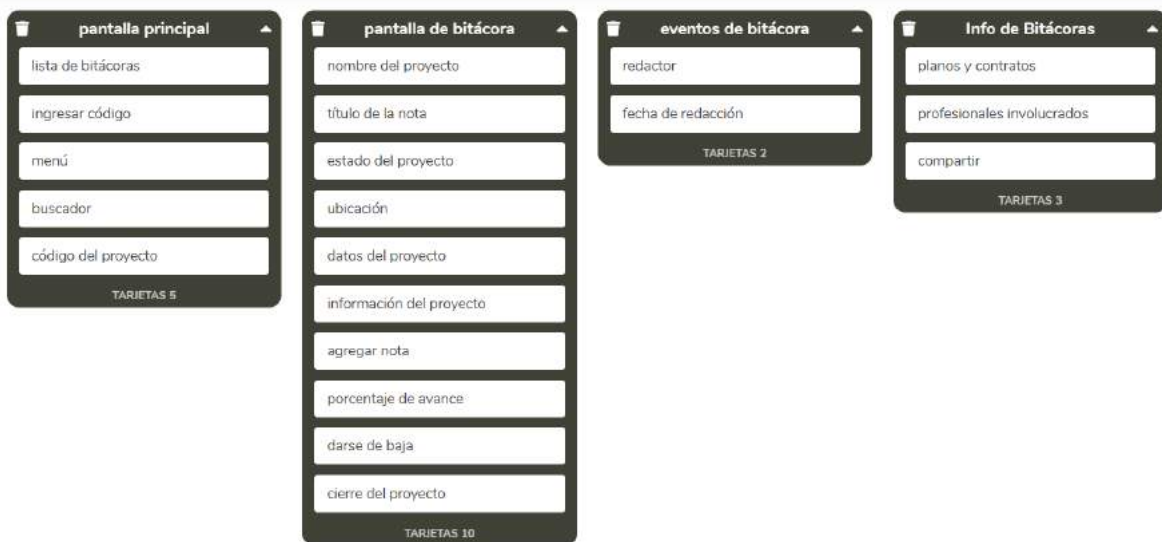 pantalla principal
lista de bitácoras
ingresar código
menú
buscador
código del proyecto
TARJETAS 5
pantalla de bitácora
nombre del proyecto
título de la nota
estado del proyecto
ubicación
datos del proyecto
información del proyecto
agregar nota
porcentaje de avance
darse de baja
cierre del proyecto
TARJETAS 10
eventos de bitácora
redactor
fecha de redacción
TARJETAS 2
Info de Bitácoras
planos y contratos
profesionales involucrados
compartir
TARJETAS 3